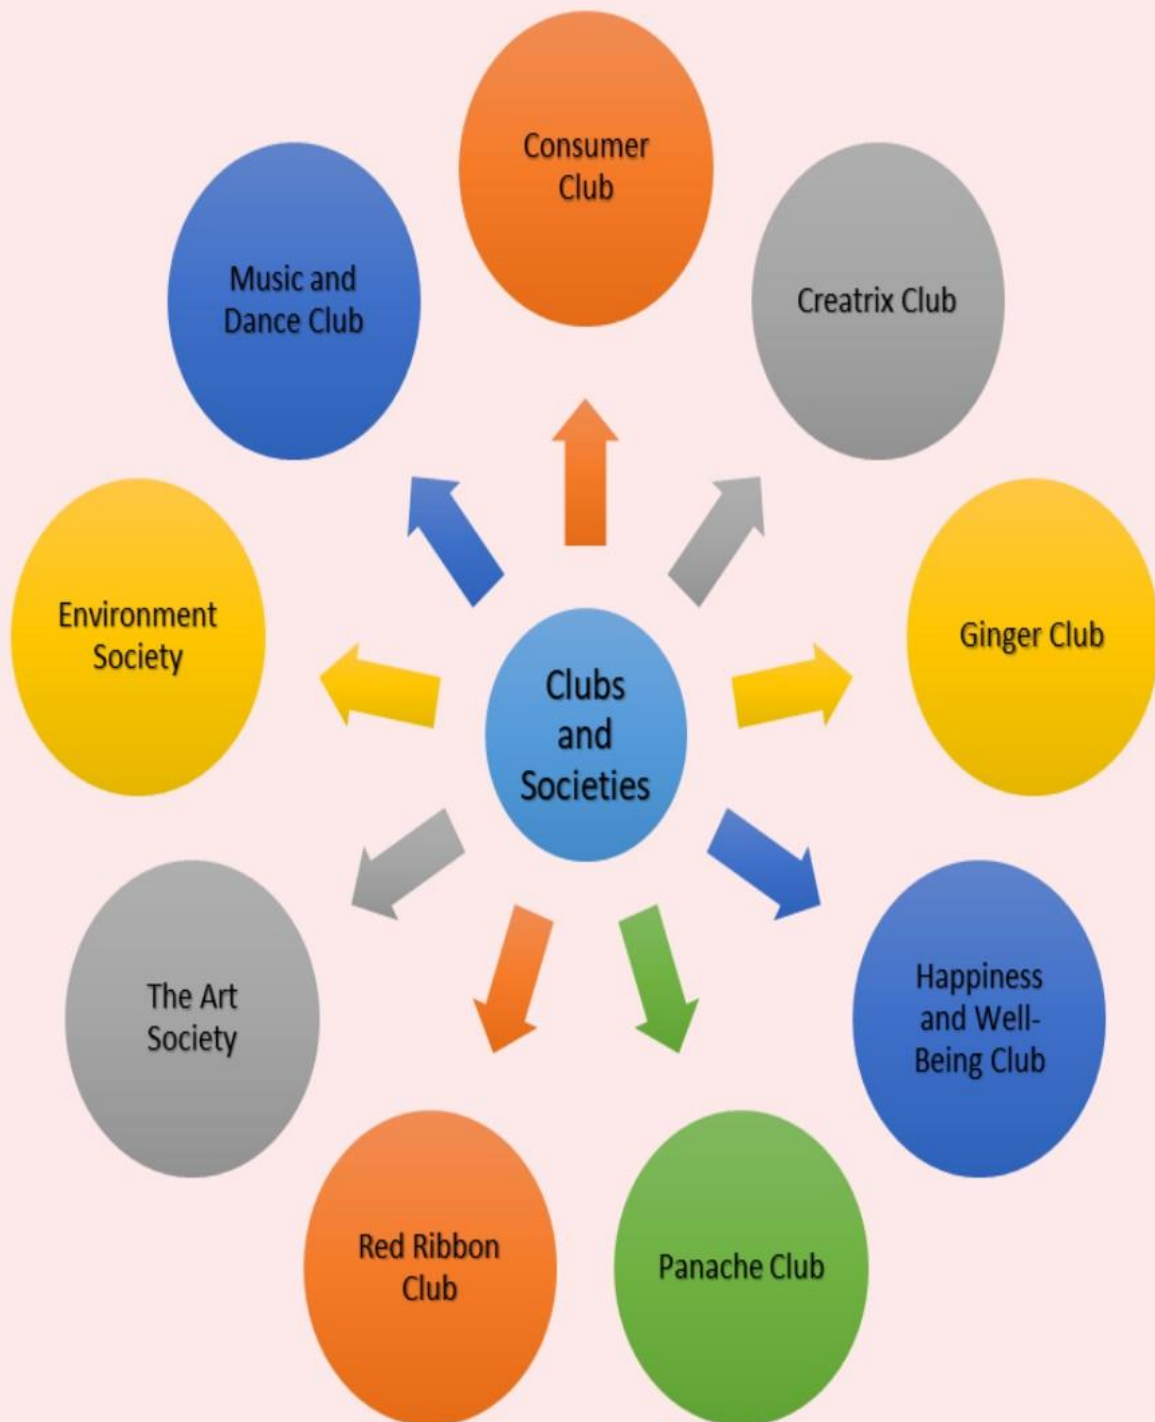 Consumer
Club
Creatrix Club
Ginger Club
Happiness
and Well-
Being Club
Panache Club
Red Ribbon
Club
The Art
Society
Environment
Society
Music and
Dance Club
Clubs
and
Societies